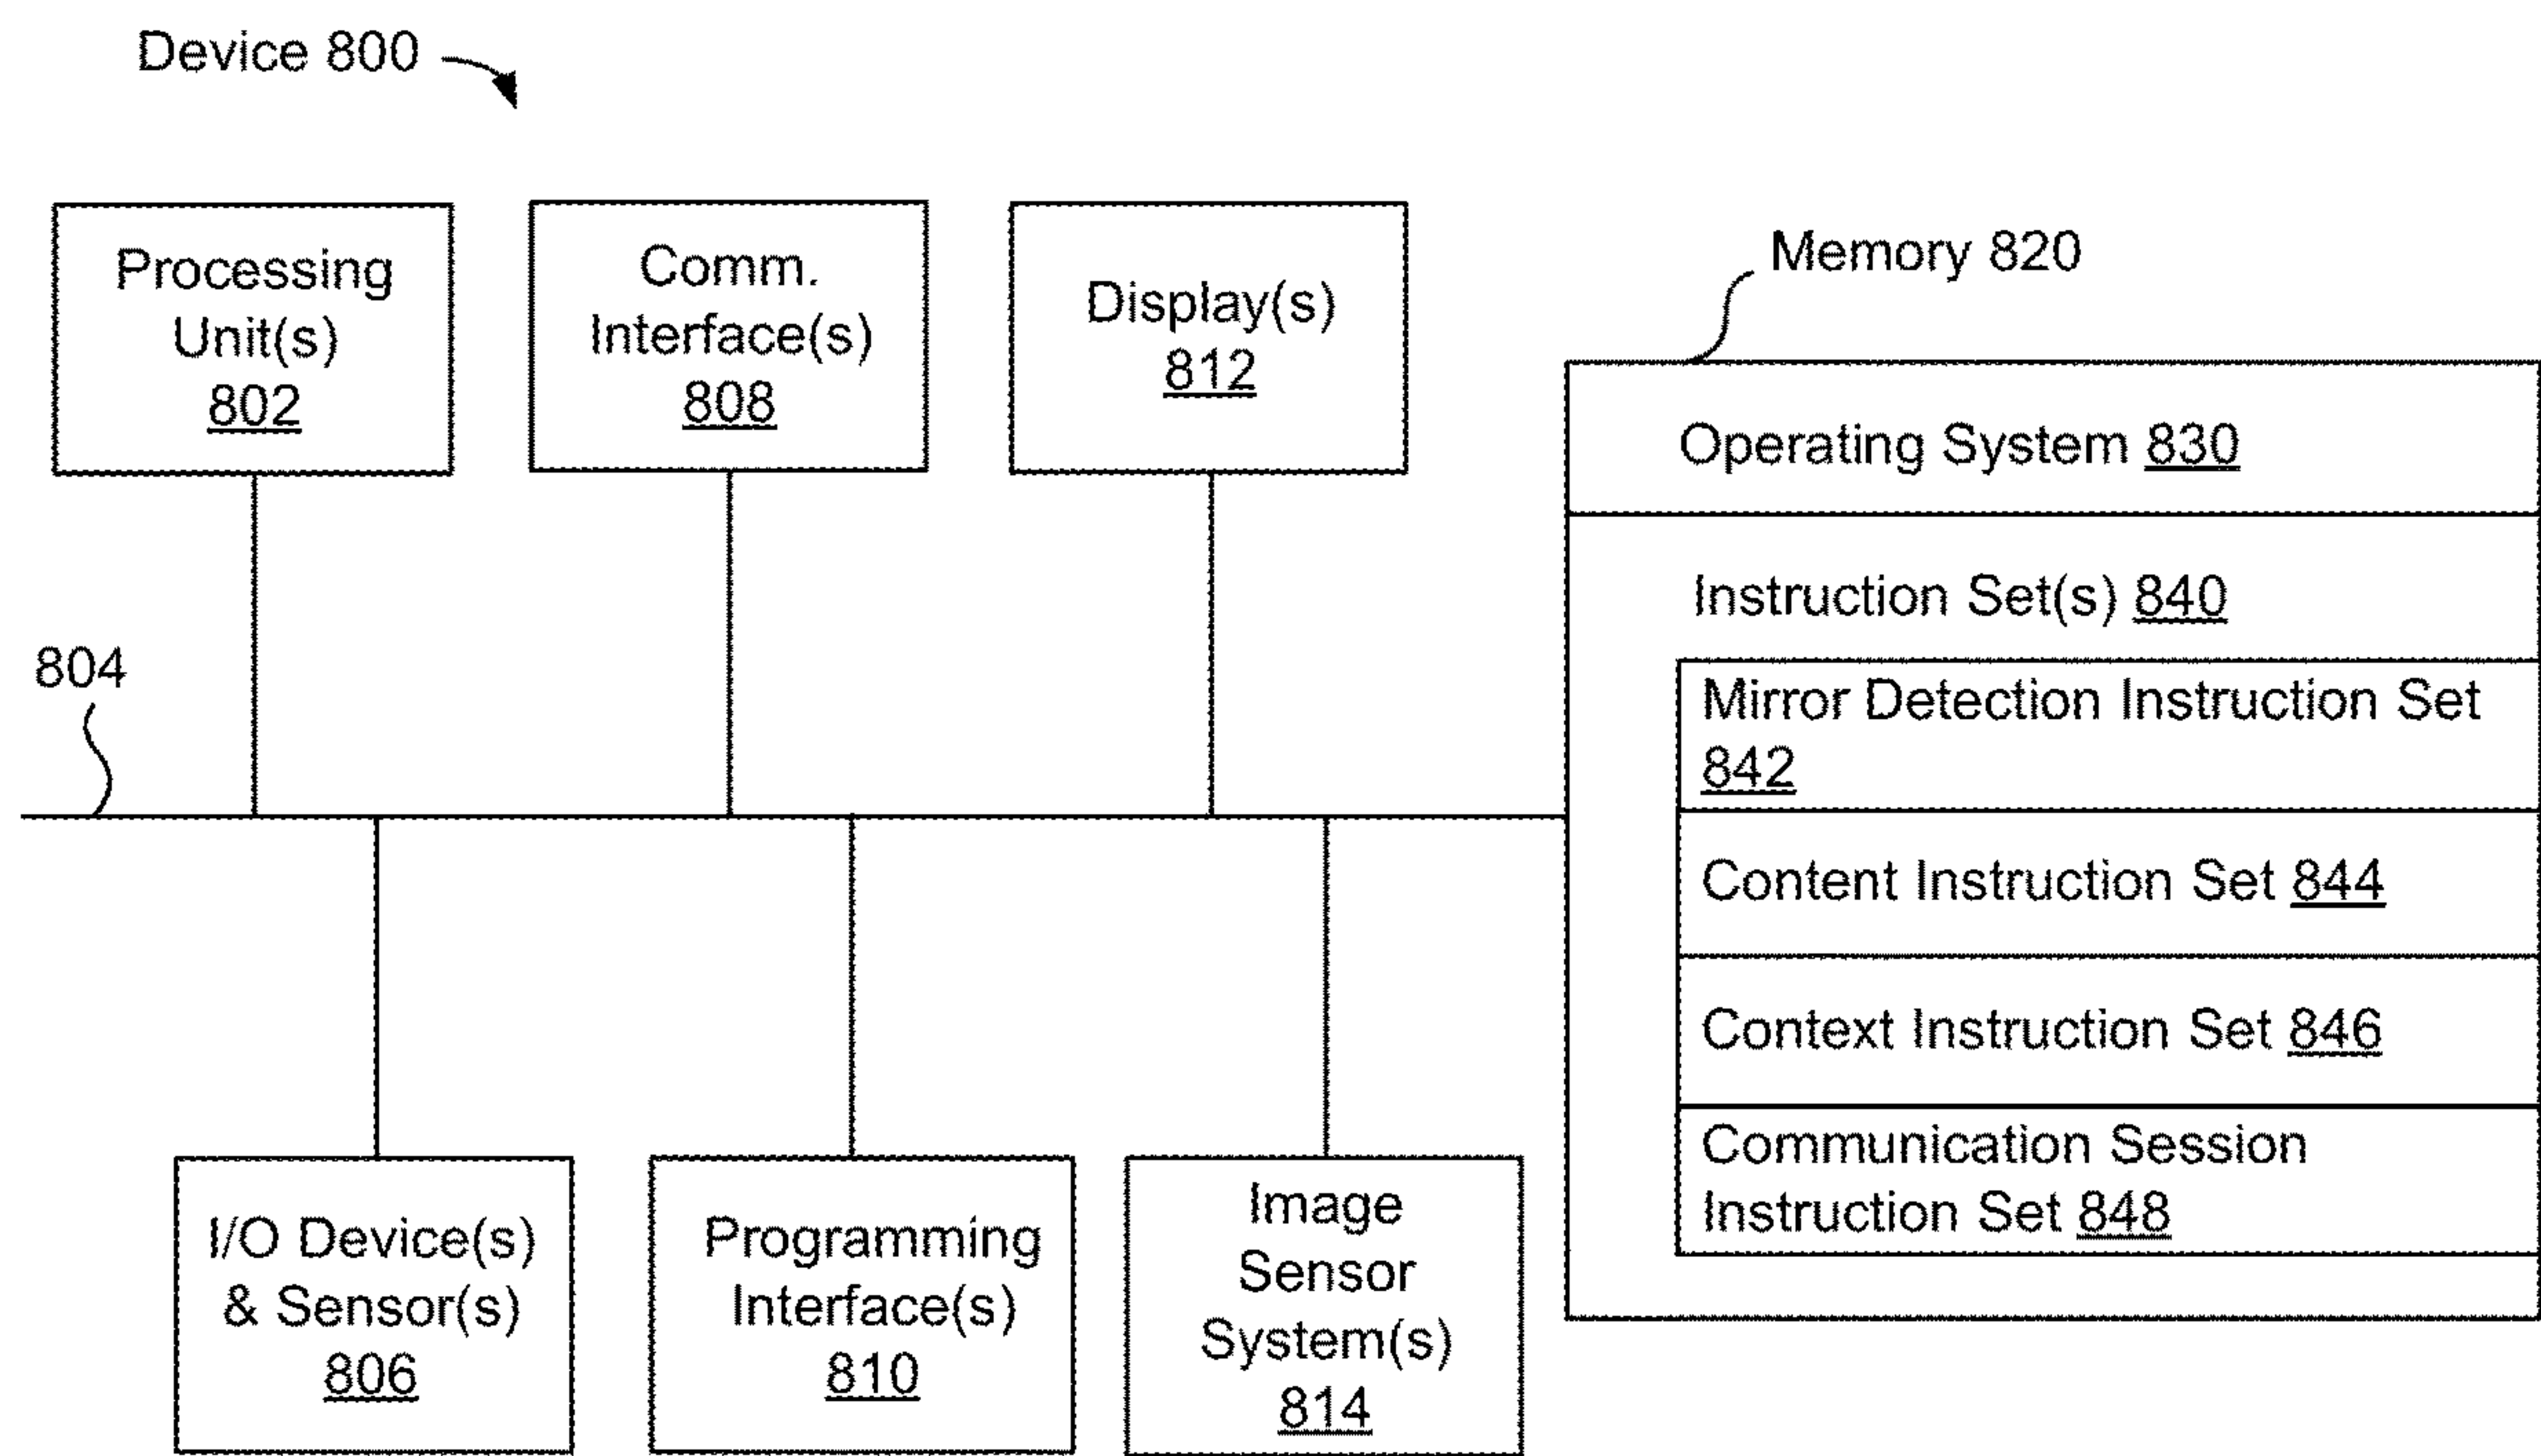 Device 800
Processing
Unit(s)
802
Comm.
Interface(s)
808
Display(s)
812
Memory 820
Operating System 830
Instruction Set(s) 840
Mirror Detection Instruction Set
842
Content Instruction Set 844
Context Instruction Set 846
Communication Session
Instruction Set 848
804
I/O Device(s)
& Sensor(s)
806
Programming
Interface(s)
810
Image
Sensor
System(s)
814